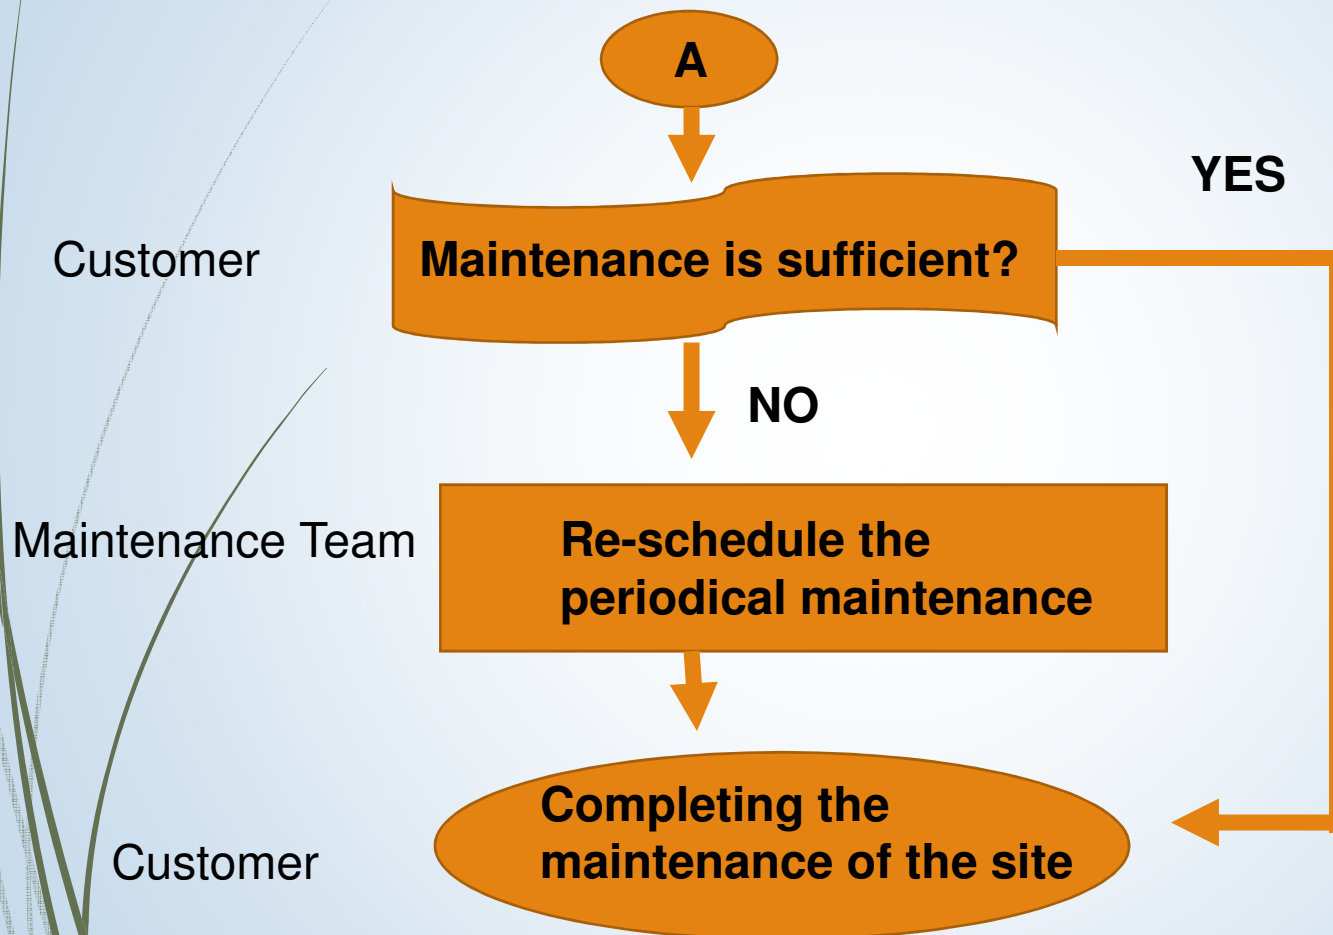 A
YES
Customer
Maintenance is sufficient?
NO
Maintenance Team
Re-schedule the
periodical maintenance
Completing the
maintenance of the site
Customer